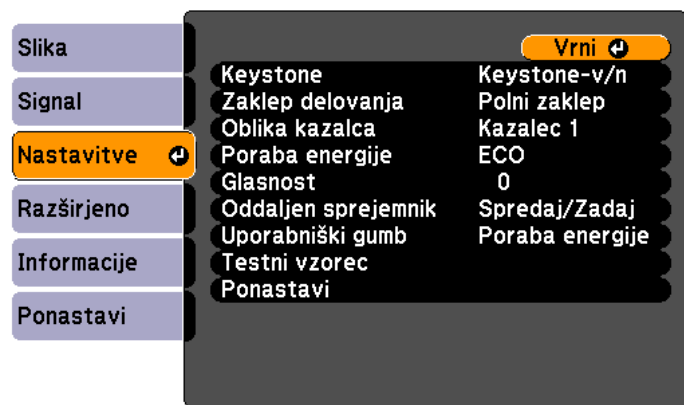 Slika
Signal
Nastavitve
Razširjeno
Informacije
Ponastavi
Vrni
Keystone Keystone-v/n
Zaklep delovanja Polni zaklep
Oblika kazalca Kazalec 1
Poraba energije ECO
Glasnost 0
Oddaljen sprejemnik Spredaj/Zadaj
Uporabniški gumb Poraba energije
Testni vzorec
Ponastavi